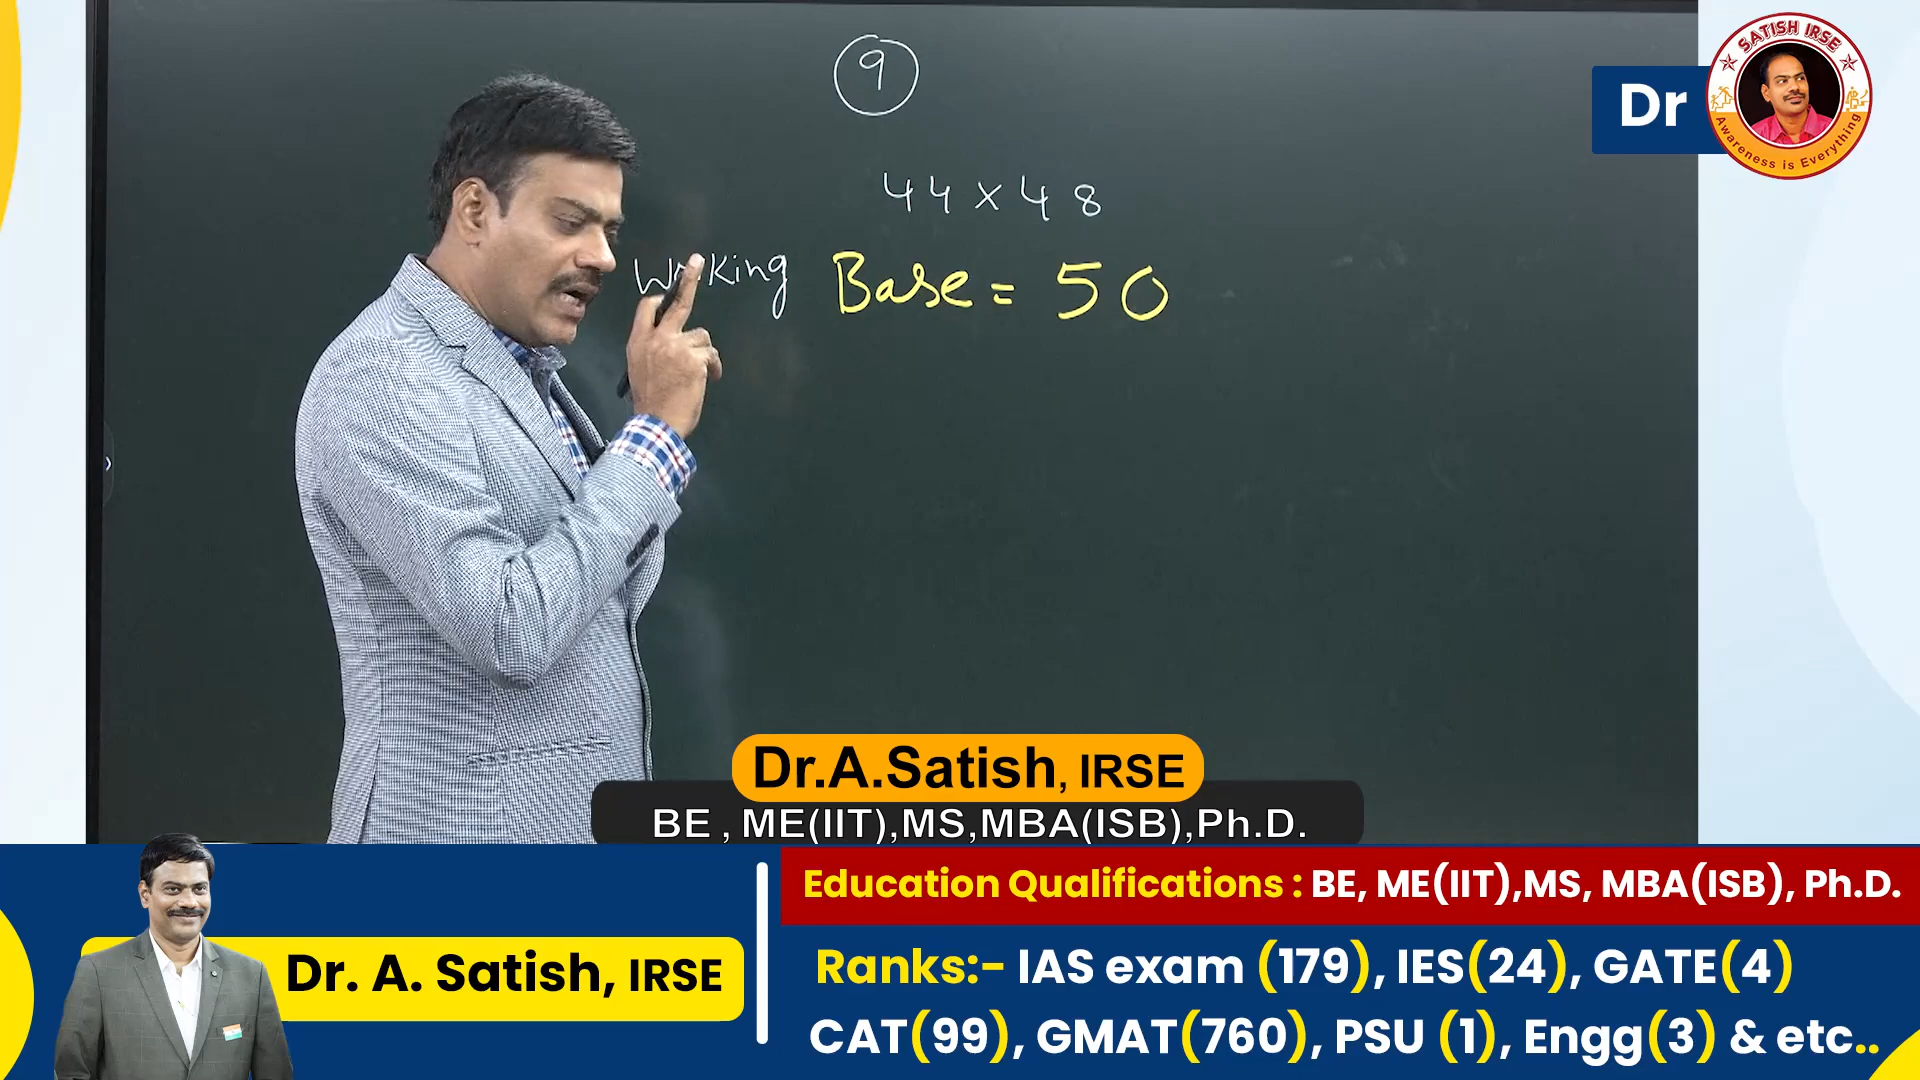 9
44 × 48
Working Base = 50
Dr
SATISH IRSE
Awareness is Everything
Dr.A.Satish, IRSE
BE , ME(IIT),MS,MBA(ISB),Ph.D.
Dr. A. Satish, IRSE
Education Qualifications : BE, ME(IIT),MS, MBA(ISB), Ph.D.
Ranks:- IAS exam (179), IES(24), GATE(4)
CAT(99), GMAT(760), PSU (1), Engg(3) & etc..